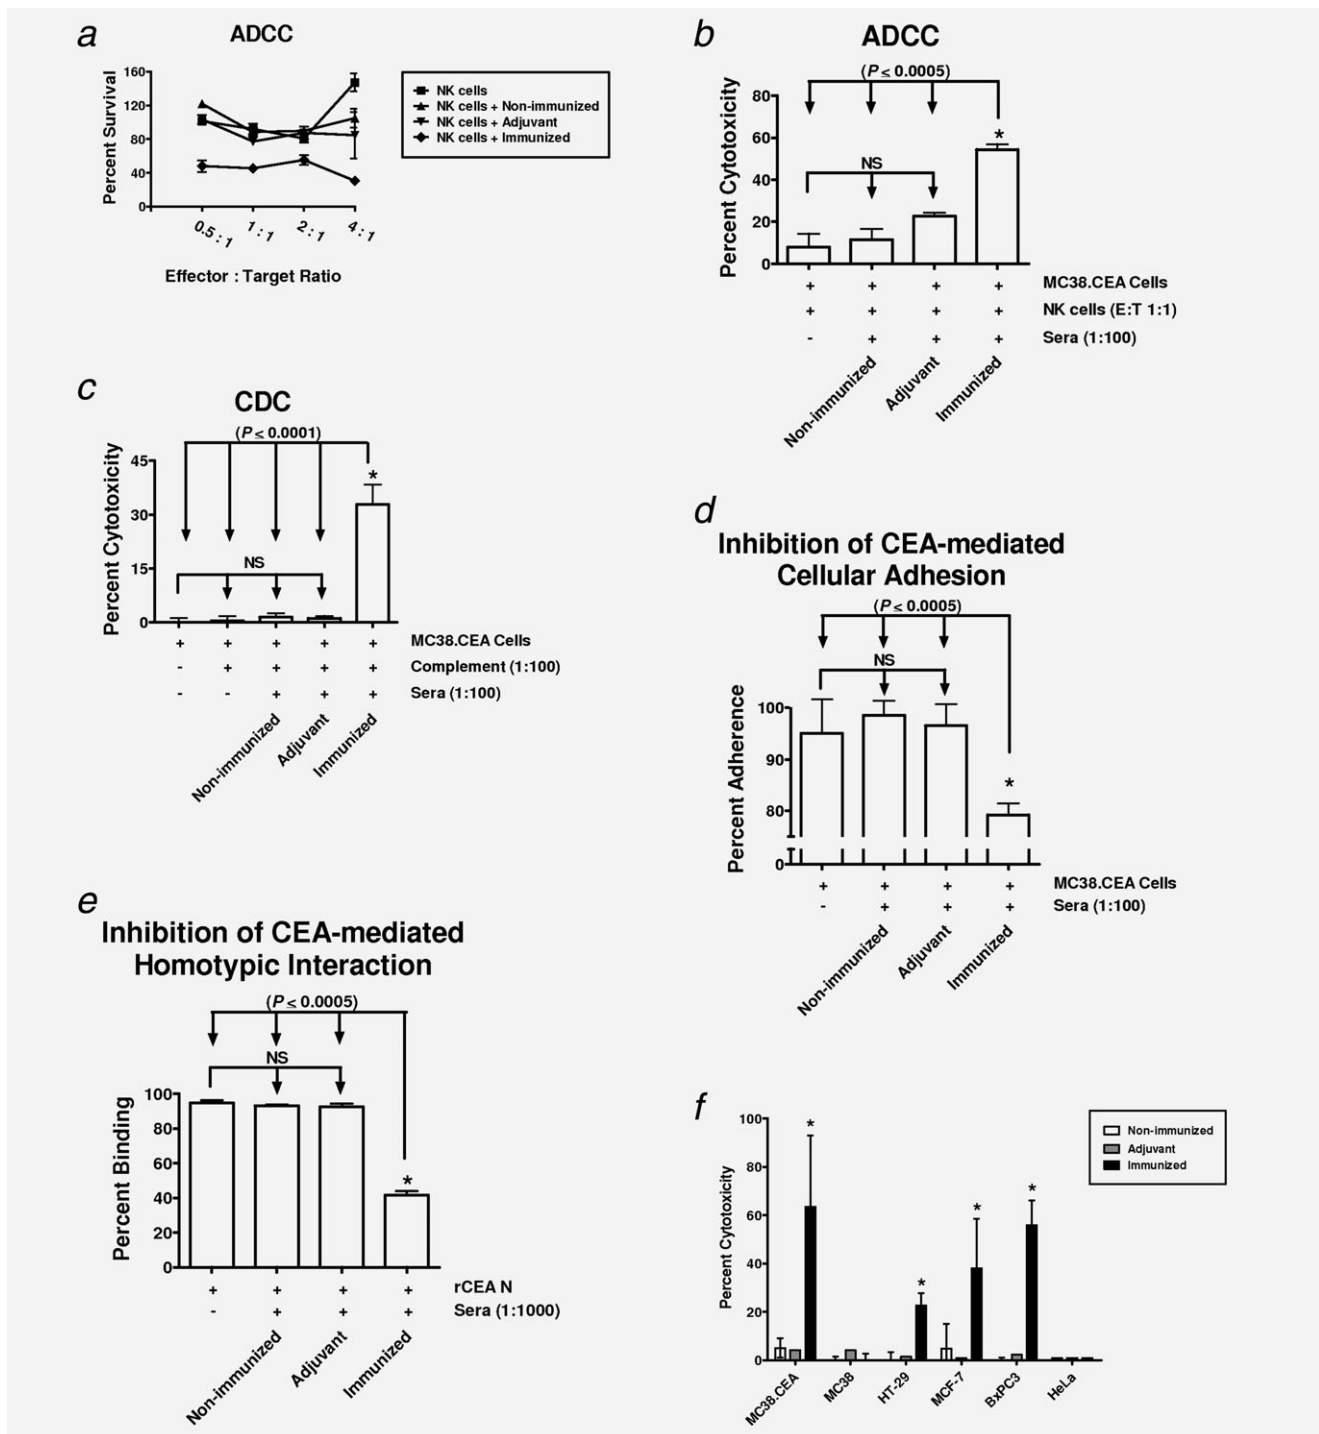 a
ADCC
Percent Survival
160
120
80
40
0
0.5 : 1
1 : 1
2 : 1
4 : 1
Effector : Target Ratio
NK cells
NK cells + Non-immunized
NK cells + Adjuvant
NK cells + Immunized
b
ADCC
(P ≤ 0.0005)
Percent Cytotoxicity
80
60
40
20
0
NS
*
+ + + + MC38.CEA Cells
+ + + + NK cells (E:T 1:1)
- + + + Sera (1:100)
Non-immunized
Adjuvant
Immunized
c
CDC
(P ≤ 0.0001)
Percent Cytotoxicity
45
30
15
0
NS
*
+ + + + + MC38.CEA Cells
- + + + + Complement (1:100)
- - + + + Sera (1:100)
Non-immunized
Adjuvant
Immunized
d
Inhibition of CEA-mediated
Cellular Adhesion
(P ≤ 0.0005)
NS
Percent Adherence
100
90
80
0
*
+ + + + MC38.CEA Cells
- + + + Sera (1:100)
Non-immunized
Adjuvant
Immunized
e
Inhibition of CEA-mediated
Homotypic Interaction
(P ≤ 0.0005)
NS
Percent Binding
100
80
60
40
20
0
*
+ + + + rCEA N
- + + + Sera (1:1000)
Non-immunized
Adjuvant
Immunized
f
Percent Cytotoxicity
100
80
60
40
20
0
* * * *
MC38.CEA
MC38
HT-29
MCF-7
BxPC3
HeLa
Non-immunized
Adjuvant
Immunized